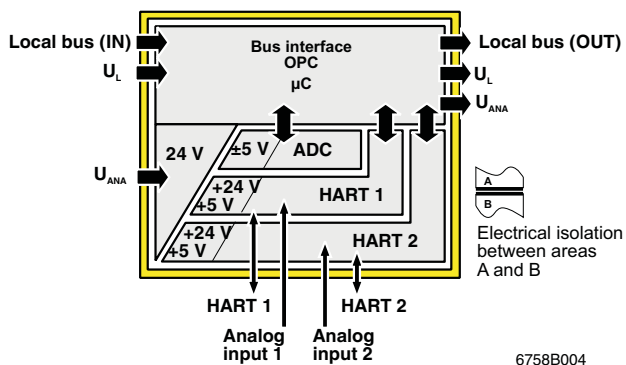 Local bus (IN)
U_L
Bus interface
OPC
µC
Local bus (OUT)
U_L
U_ANA
24 V
±5 V
ADC
U_ANA
+24 V
+5 V
HART 1
+24 V
+5 V
HART 2
A
B
Electrical isolation
between areas
A and B
HART 1
HART 2
Analog
input 1
Analog
input 2
6758B004